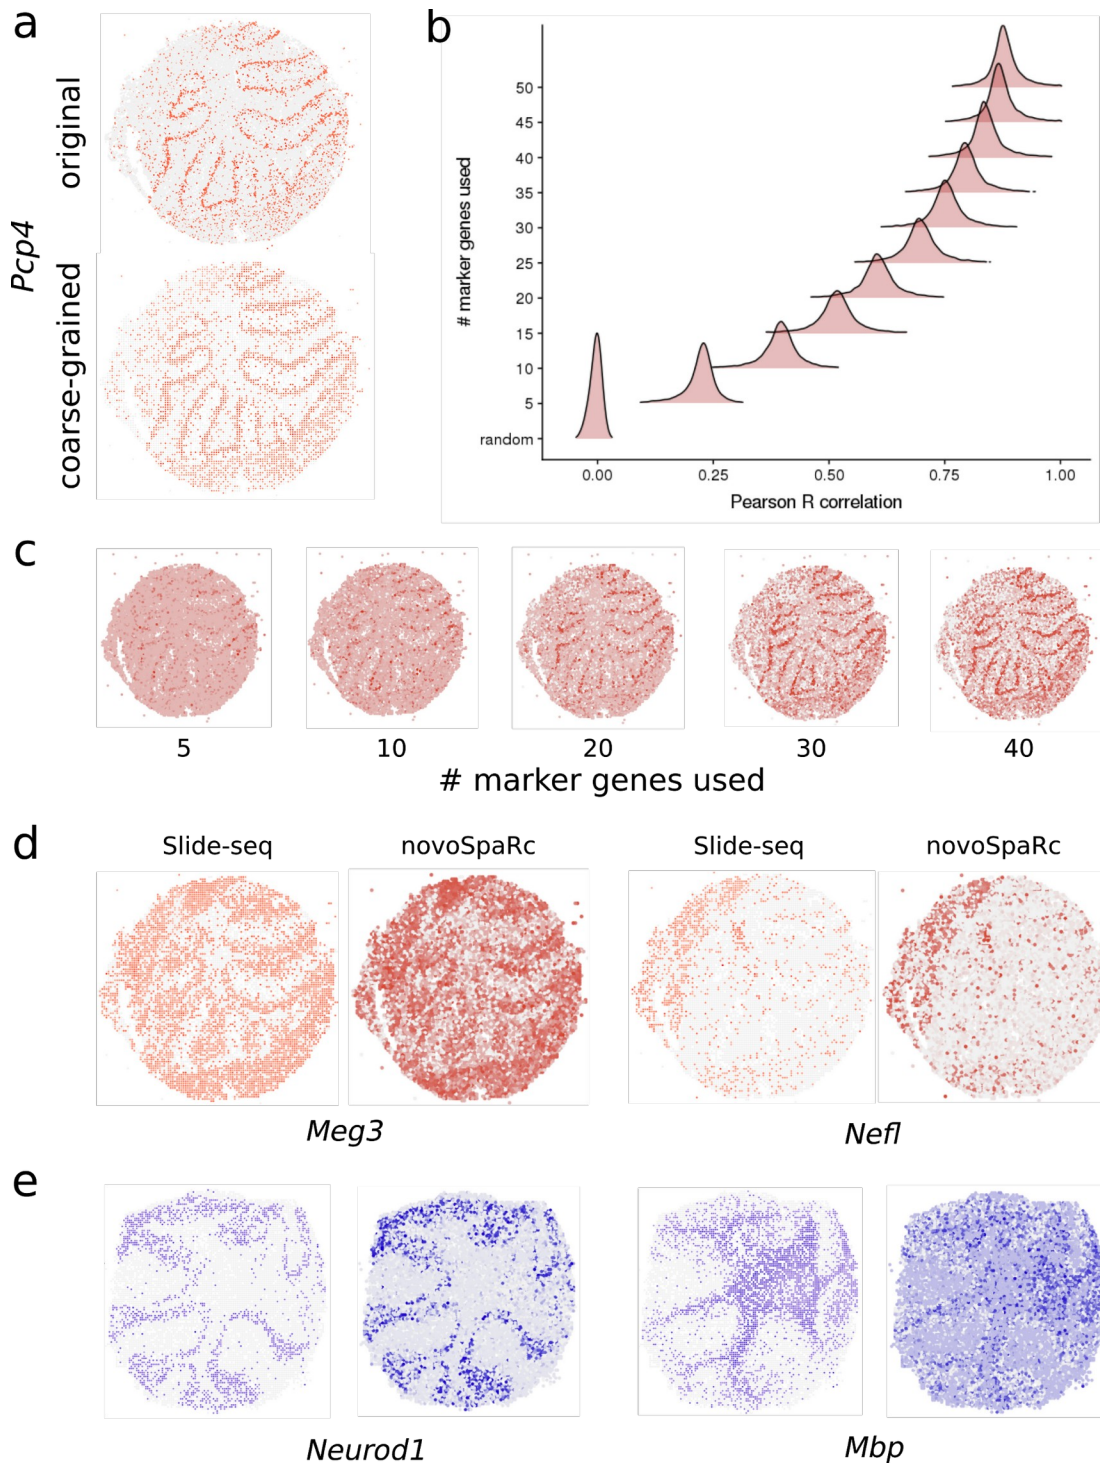 a
original
Pcp4
coarse-grained
b
# marker genes used
50
45
40
35
30
25
20
15
10
5
random
0.00 0.25 0.50 0.75 1.00
Pearson R correlation
c
5 10 20 30 40
# marker genes used
d
Slide-seq novoSpaRc Slide-seq novoSpaRc
Meg3 Nefl
e
Neurod1 Mbp